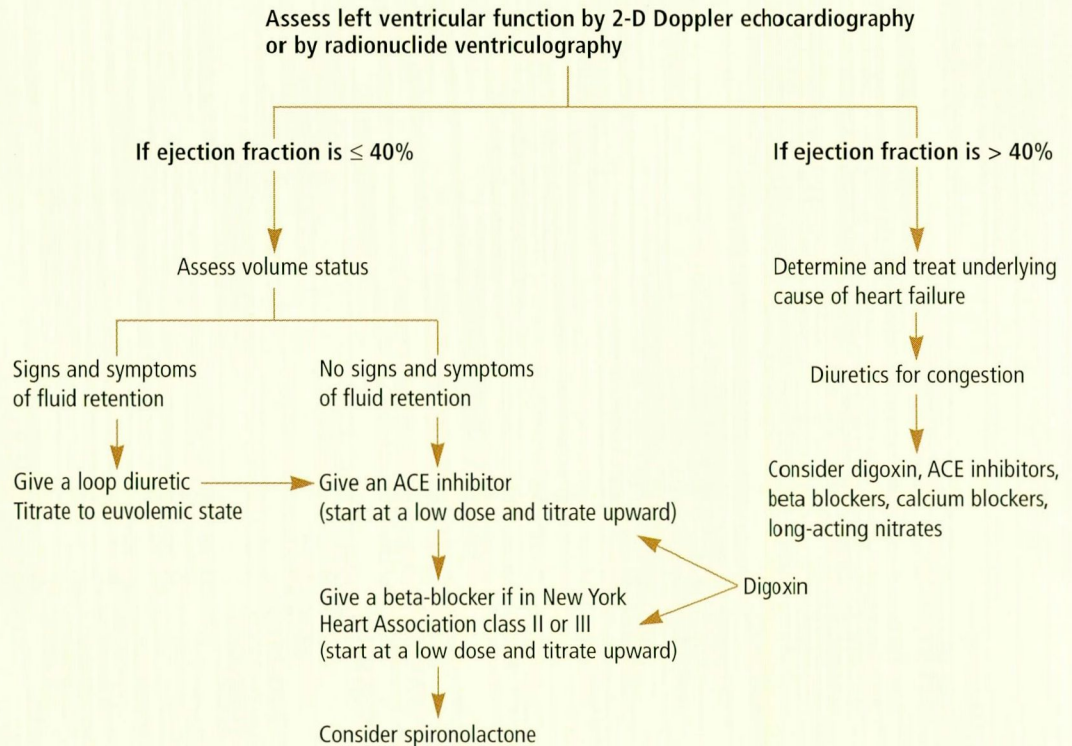 Assess left ventricular function by 2-D Doppler echocardiography
or by radionuclide ventriculography
If ejection fraction is ≤ 40%
If ejection fraction is > 40%
Assess volume status
Determine and treat underlying
cause of heart failure
Signs and symptoms
of fluid retention
No signs and symptoms
of fluid retention
Diuretics for congestion
Give a loop diuretic
Titrate to euvolemic state
Give an ACE inhibitor
(start at a low dose and titrate upward)
Consider digoxin, ACE inhibitors,
beta blockers, calcium blockers,
long-acting nitrates
Digoxin
Give a beta-blocker if in New York
Heart Association class II or III
(start at a low dose and titrate upward)
Consider spironolactone